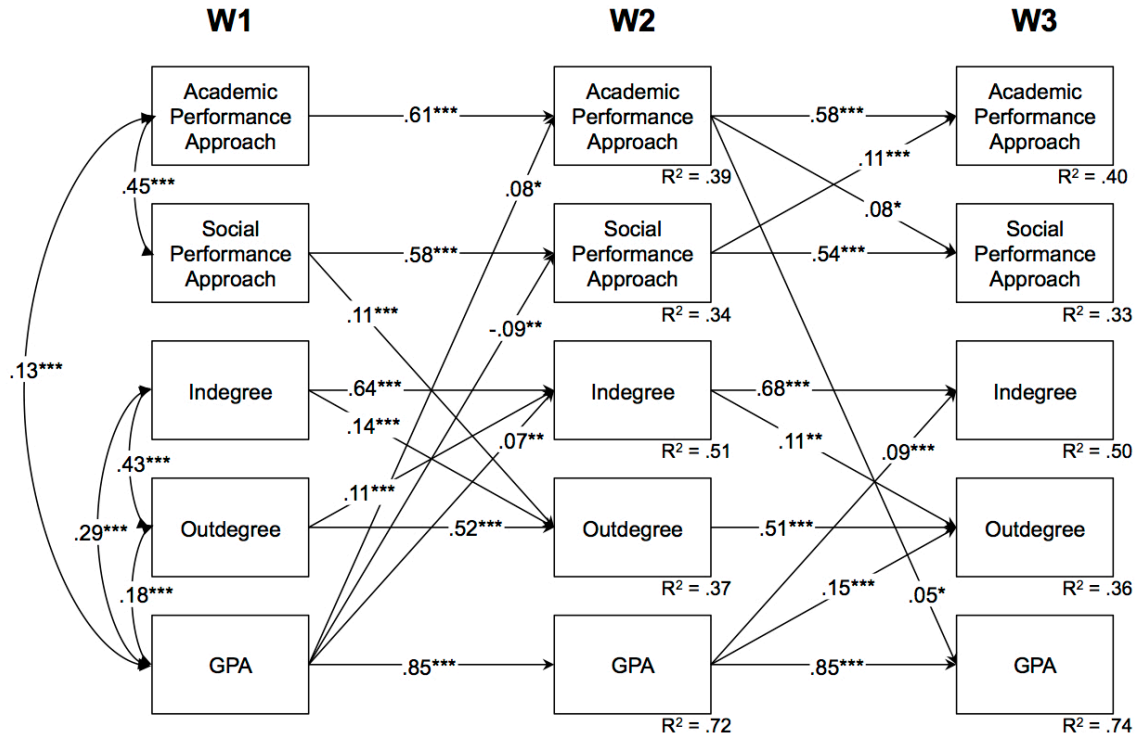 W1 W2 W3
Academic
Performance
Approach
.61***
Academic
Performance
Approach
.58***
Academic
Performance
Approach
R² = .39
R² = .40
.45***
.08*
.11***
.08*
Social
Performance
Approach
.58***
Social
Performance
Approach
.54***
Social
Performance
Approach
R² = .34
R² = .33
.11***
-.09**
.13***
Indegree
.64***
Indegree
.68***
Indegree
.14***
.07**
.11**
.09***
R² = .51
R² = .50
.43***
.11***
.29***
Outdegree
.52***
Outdegree
.51***
Outdegree
R² = .37
R² = .36
.18***
.15***
.05*
GPA
.85***
GPA
.85***
GPA
R² = .72
R² = .74